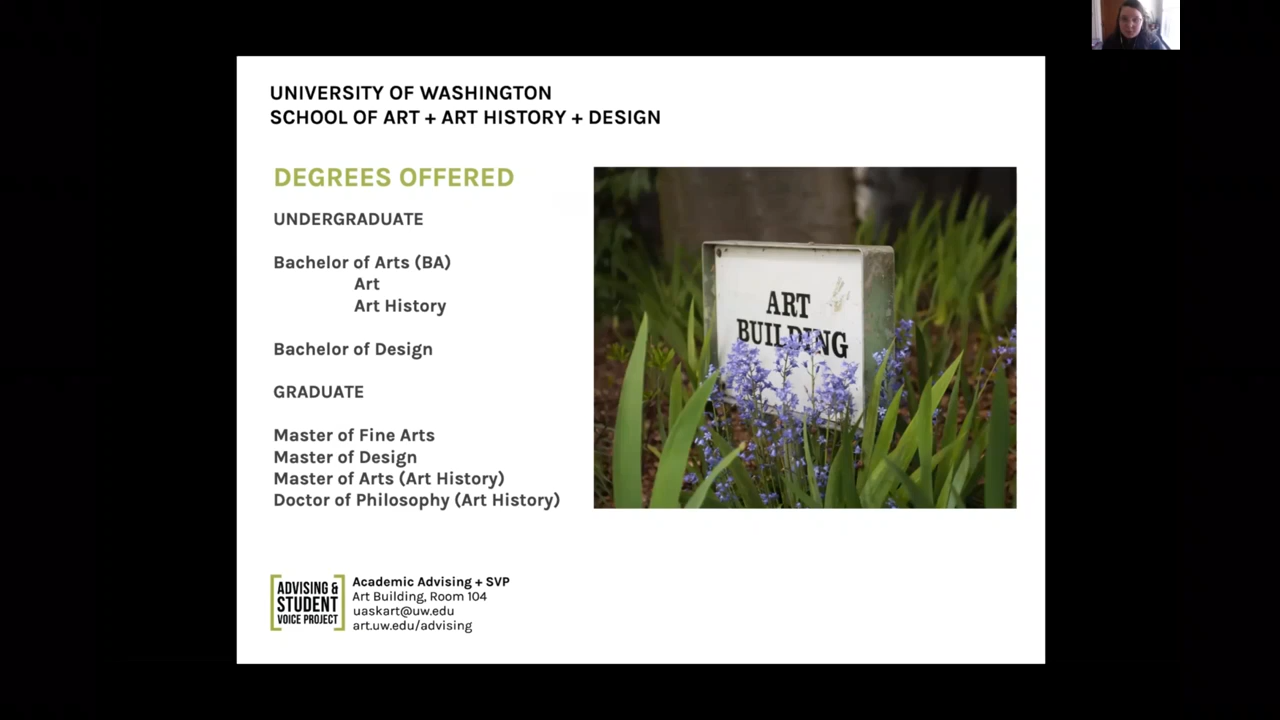 UNIVERSITY OF WASHINGTON
SCHOOL OF ART + ART HISTORY + DESIGN
DEGREES OFFERED
UNDERGRADUATE
Bachelor of Arts (BA)
Art
Art History
Bachelor of Design
GRADUATE
Master of Fine Arts
Master of Design
Master of Arts (Art History)
Doctor of Philosophy (Art History)
ART
BUILDING
ADVISING &
STUDENT
VOICE PROJECT
Academic Advising + SVP
Art Building, Room 104
uaskart@uw.edu
art.uw.edu/advising